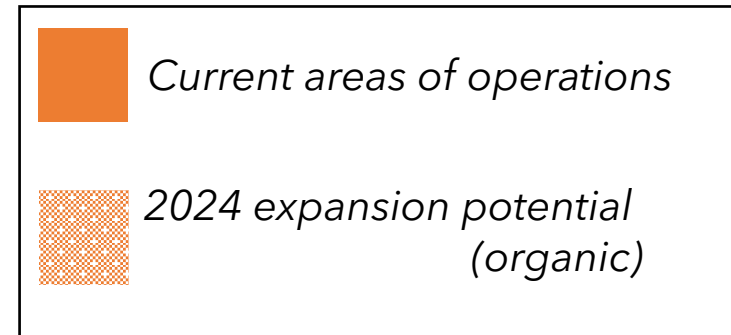 Current areas of operations
2024 expansion potential
(organic)